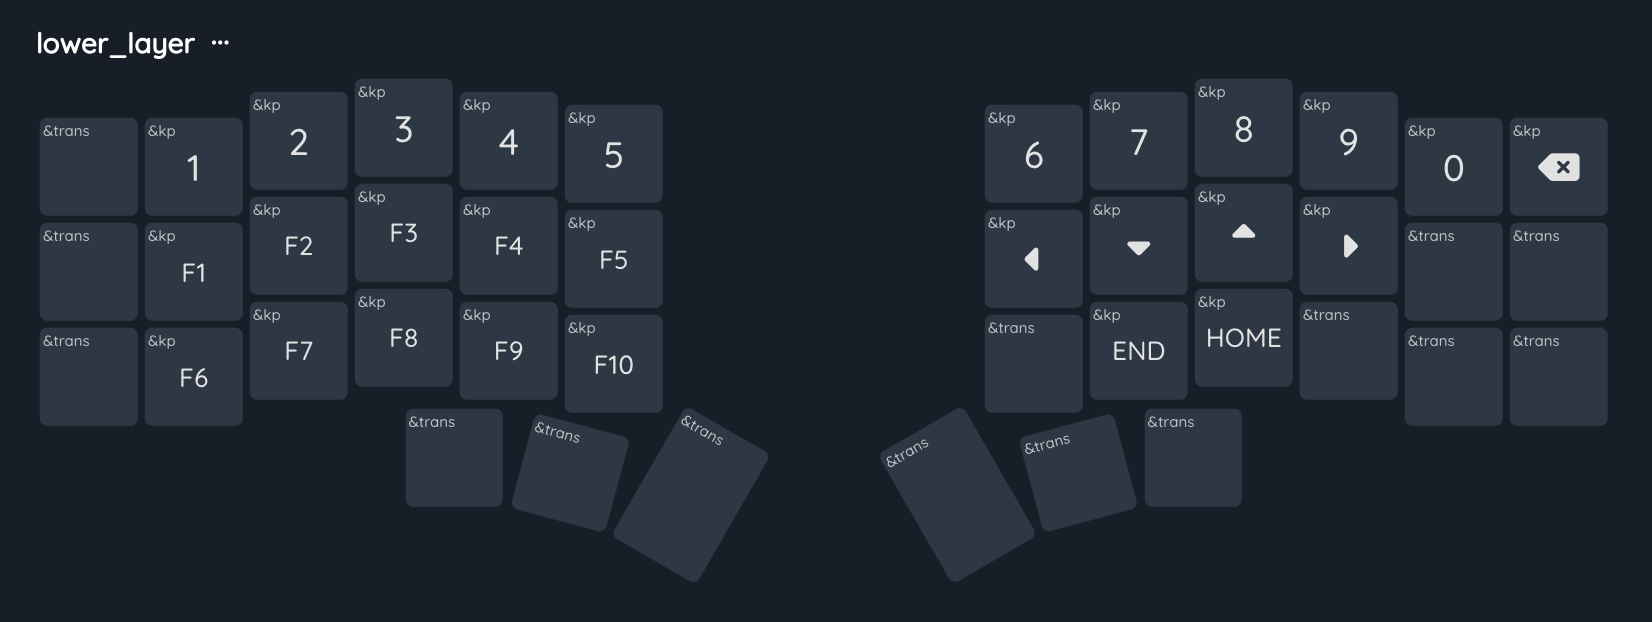 lower_layer ···
&trans
&kp 1
&kp 2
&kp 3
&kp 4
&kp 5
&kp 6
&kp 7
&kp 8
&kp 9
&kp 0
&kp
&trans
&kp F1
&kp F2
&kp F3
&kp F4
&kp F5
&kp
&kp
&kp
&kp
&trans
&trans
&trans
&kp F6
&kp F7
&kp F8
&kp F9
&kp F10
&trans
&kp END
&kp HOME
&trans
&trans
&trans
&trans
&trans
&trans
&trans
&trans
&trans